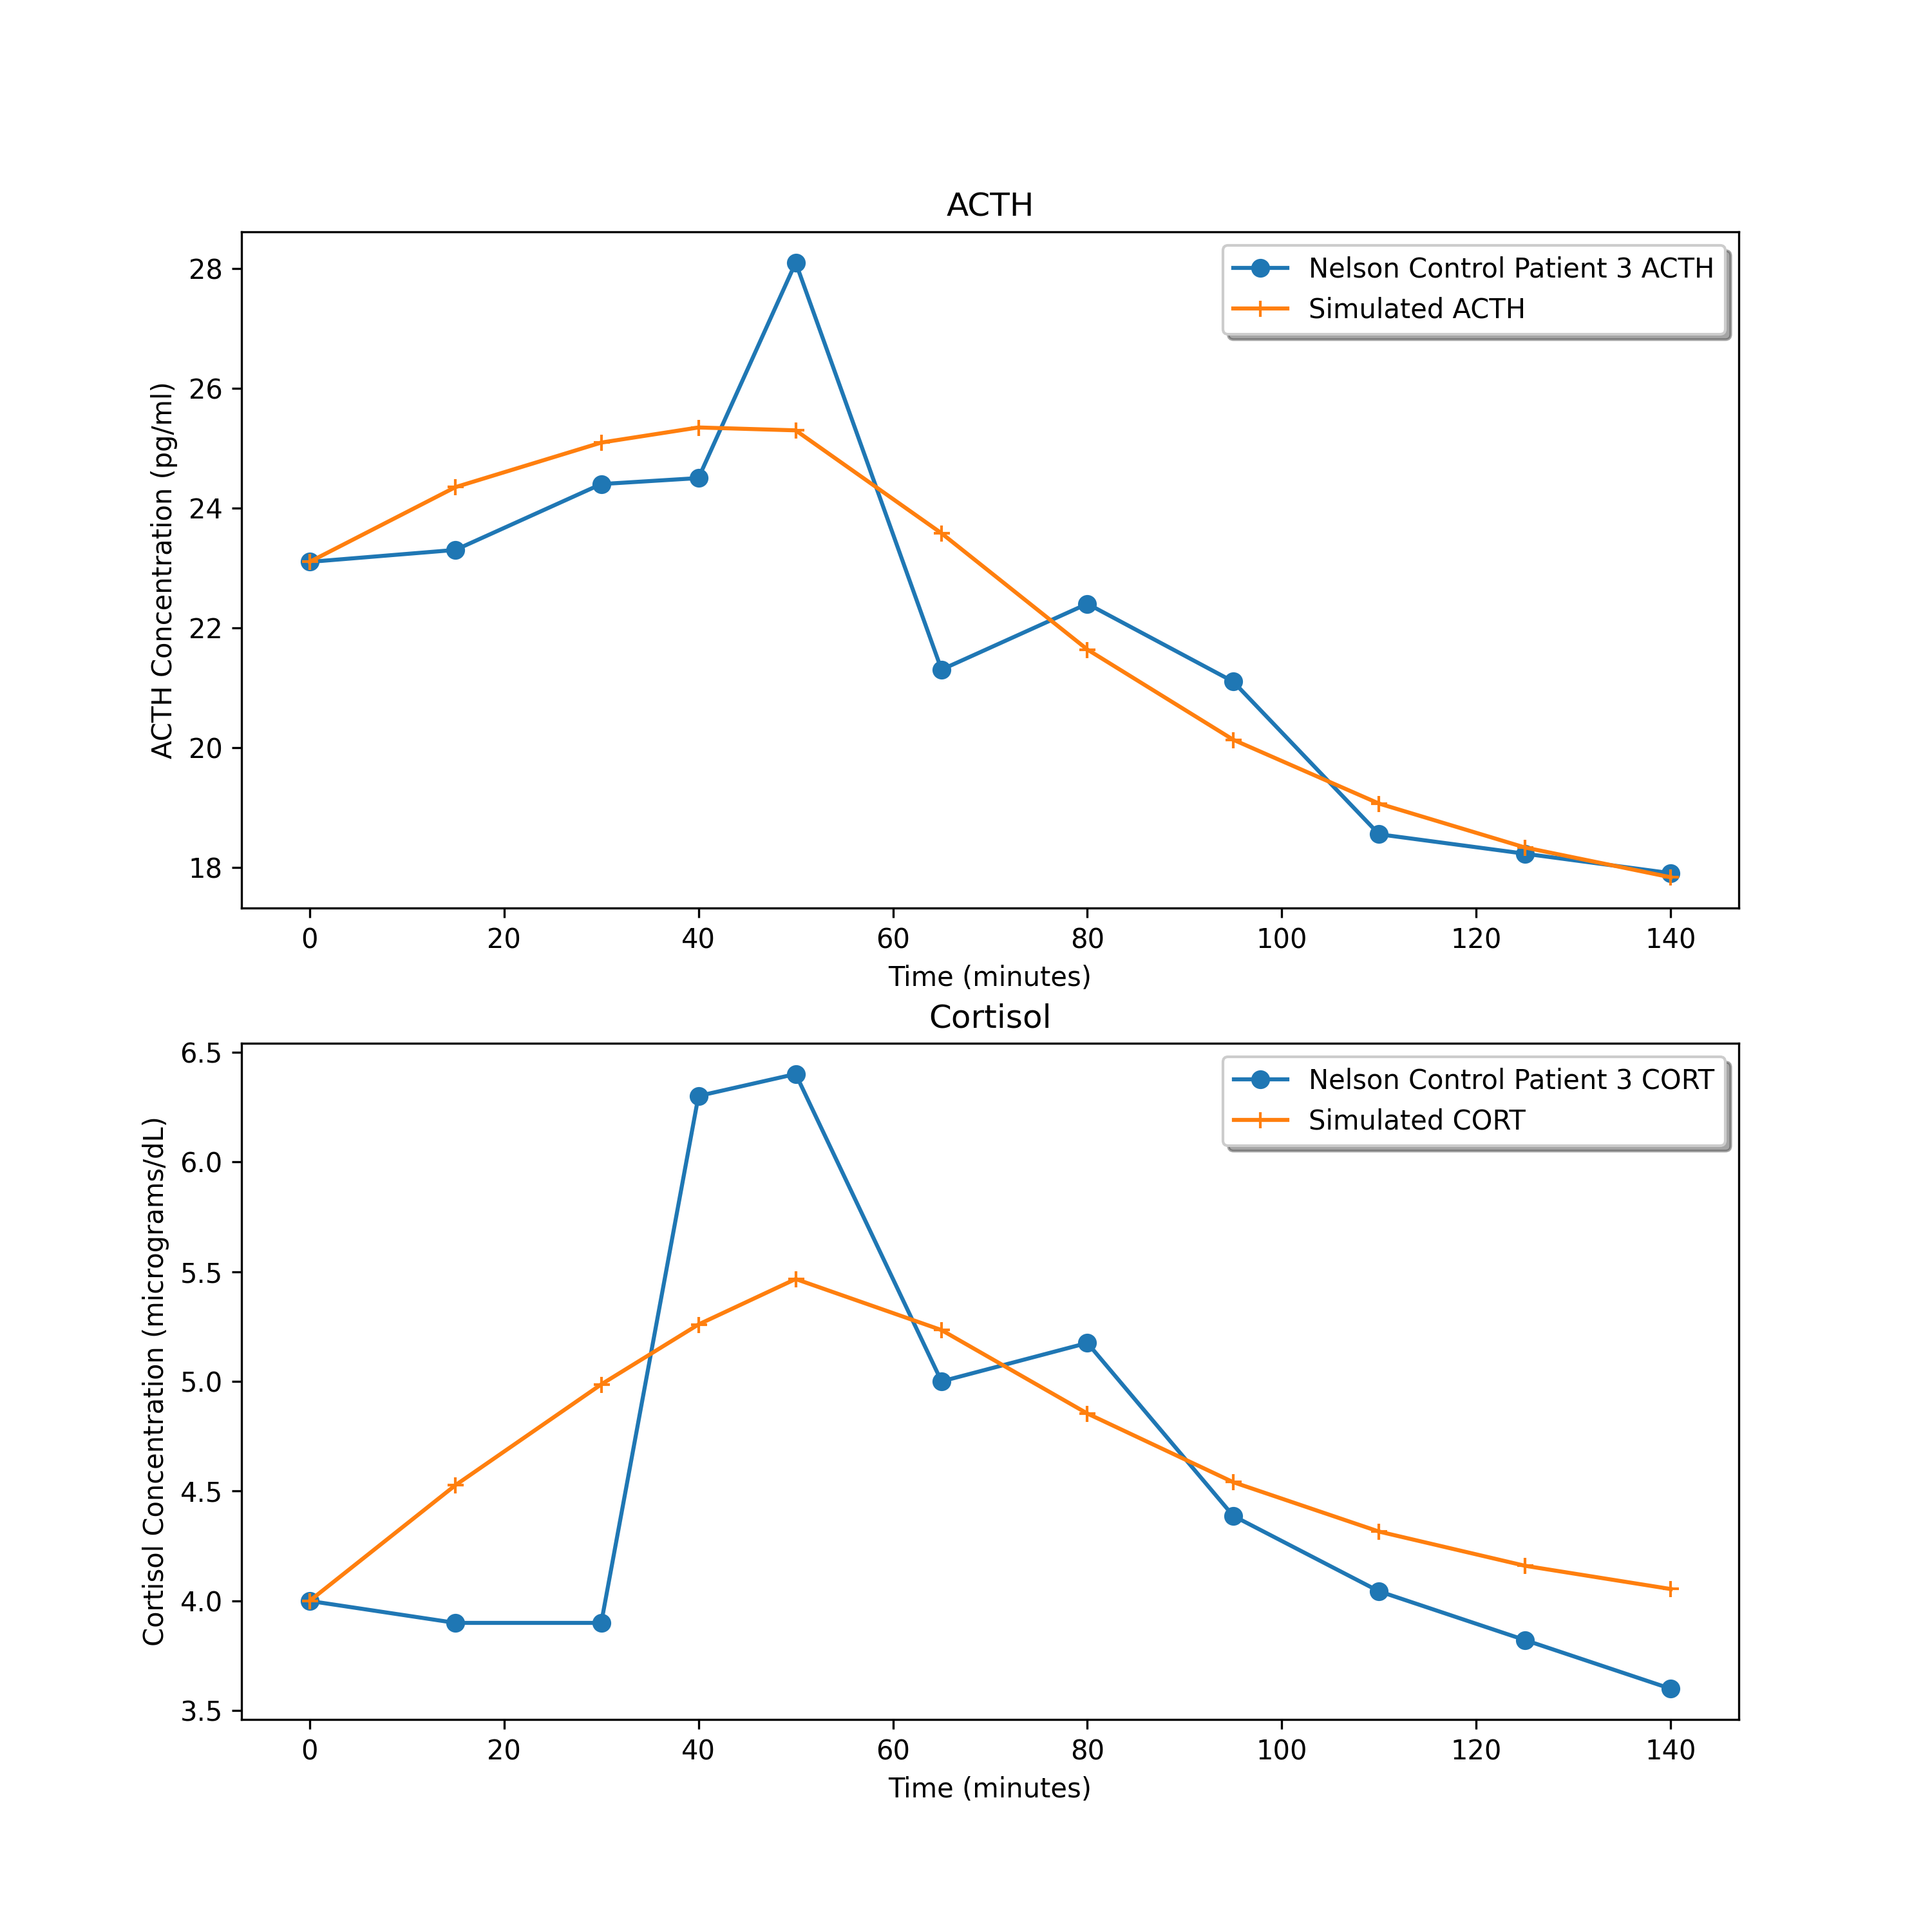 ACTH
28
26
24
22
20
18
ACTH Concentration (pg/ml)
Nelson Control Patient 3 ACTH
Simulated ACTH
0 20 40 60 80 100 120 140
Time (minutes)
Cortisol
6.5
6.0
5.5
5.0
4.5
4.0
3.5
Cortisol Concentration (micrograms/dL)
Nelson Control Patient 3 CORT
Simulated CORT
0 20 40 60 80 100 120 140
Time (minutes)